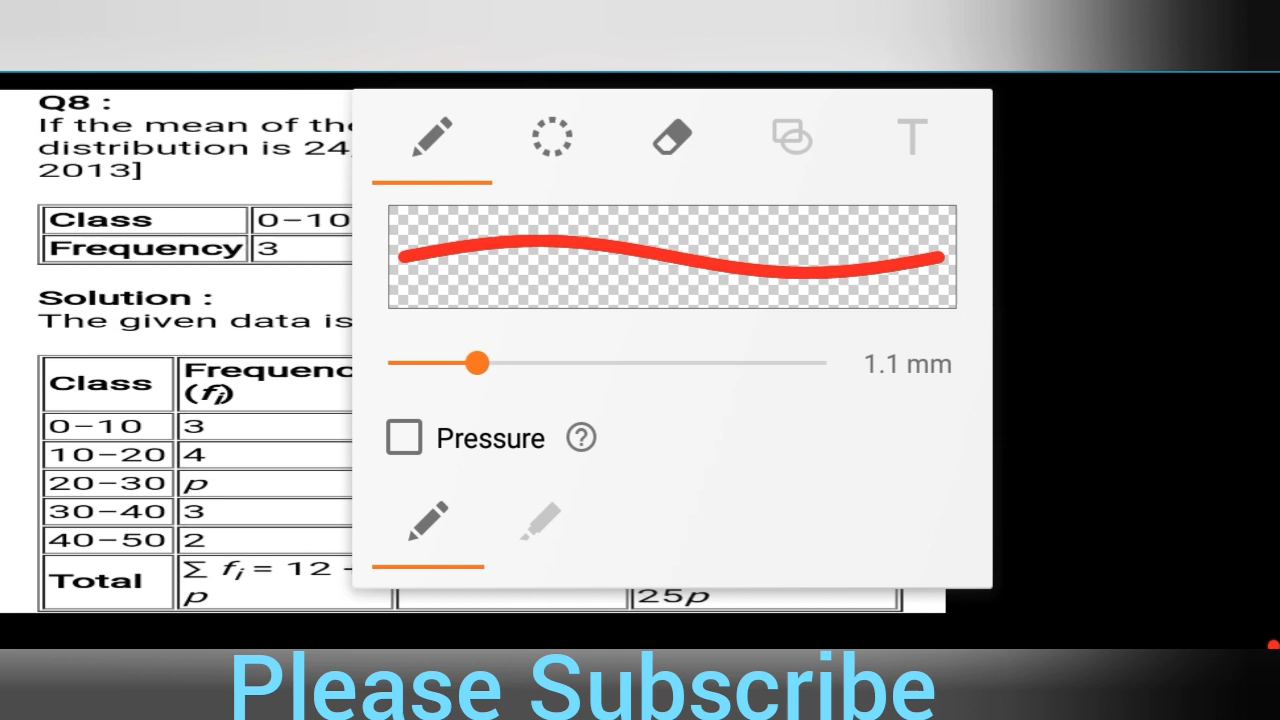 Q8 :
If the mean of the
distribution is 24,
2013]
Class 0–10
Frequency 3
Solution :
The given data is
Class Frequenc
(fi)
0–10 3
10–20 4
20–30 p
30–40 3
40–50 2
Total ∑ fi = 12
p 25p
T
1.1 mm
Pressure ?
Please Subscribe